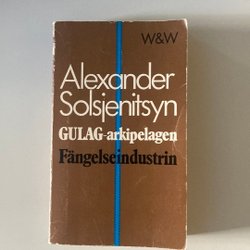 W&W
Alexander
Solsjenitsyn
GULAG-arkipelagen
Fängelseindustrin